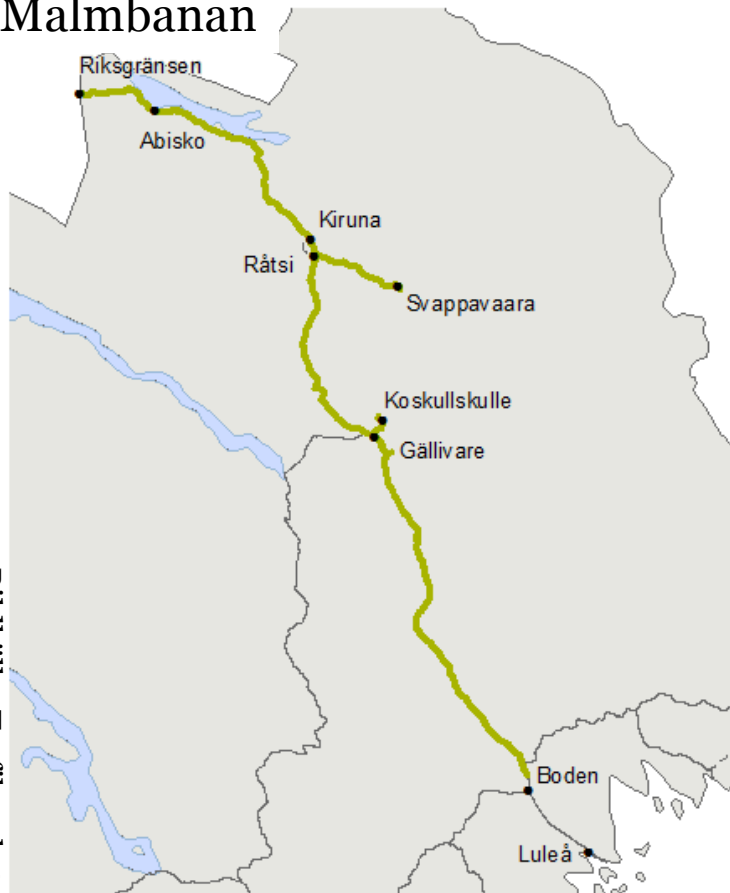 Malmbanan
Riksgränsen
Abisko
Kiruna
Råtsi
Svappavaara
Koskullskulle
Gällivare
Boden
Luleå